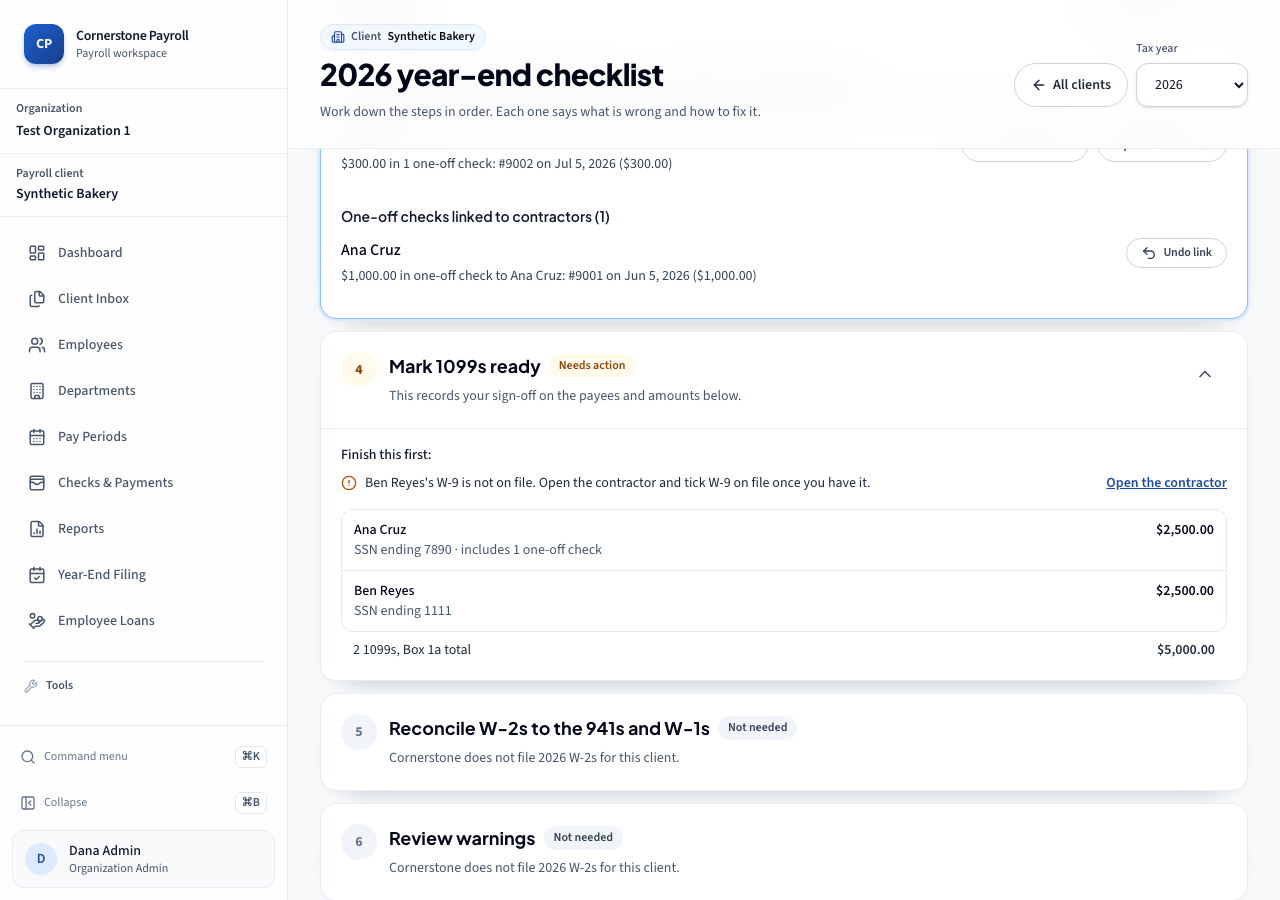 CP
Cornerstone Payroll
Payroll workspace
Organization
Test Organization 1
Payroll client
Synthetic Bakery
Dashboard
Client Inbox
Employees
Departments
Pay Periods
Checks & Payments
Reports
Year-End Filing
Employee Loans
Tools
Command menu
⌘K
Collapse
⌘B
D
Dana Admin
Organization Admin
Client Synthetic Bakery
2026 year-end checklist
Work down the steps in order. Each one says what is wrong and how to fix it.
All clients
Tax year
2026
$300.00 in 1 one-off check: #9002 on Jul 5, 2026 ($300.00)
One-off checks linked to contractors (1)
Ana Cruz
$1,000.00 in one-off check to Ana Cruz: #9001 on Jun 5, 2026 ($1,000.00)
Undo link
4
Mark 1099s ready
Needs action
This records your sign-off on the payees and amounts below.
Finish this first:
Ben Reyes's W-9 is not on file. Open the contractor and tick W-9 on file once you have it.
Open the contractor
Ana Cruz
$2,500.00
SSN ending 7890 · includes 1 one-off check
Ben Reyes
$2,500.00
SSN ending 1111
2 1099s, Box 1a total
$5,000.00
5
Reconcile W-2s to the 941s and W-1s
Not needed
Cornerstone does not file 2026 W-2s for this client.
6
Review warnings
Not needed
Cornerstone does not file 2026 W-2s for this client.